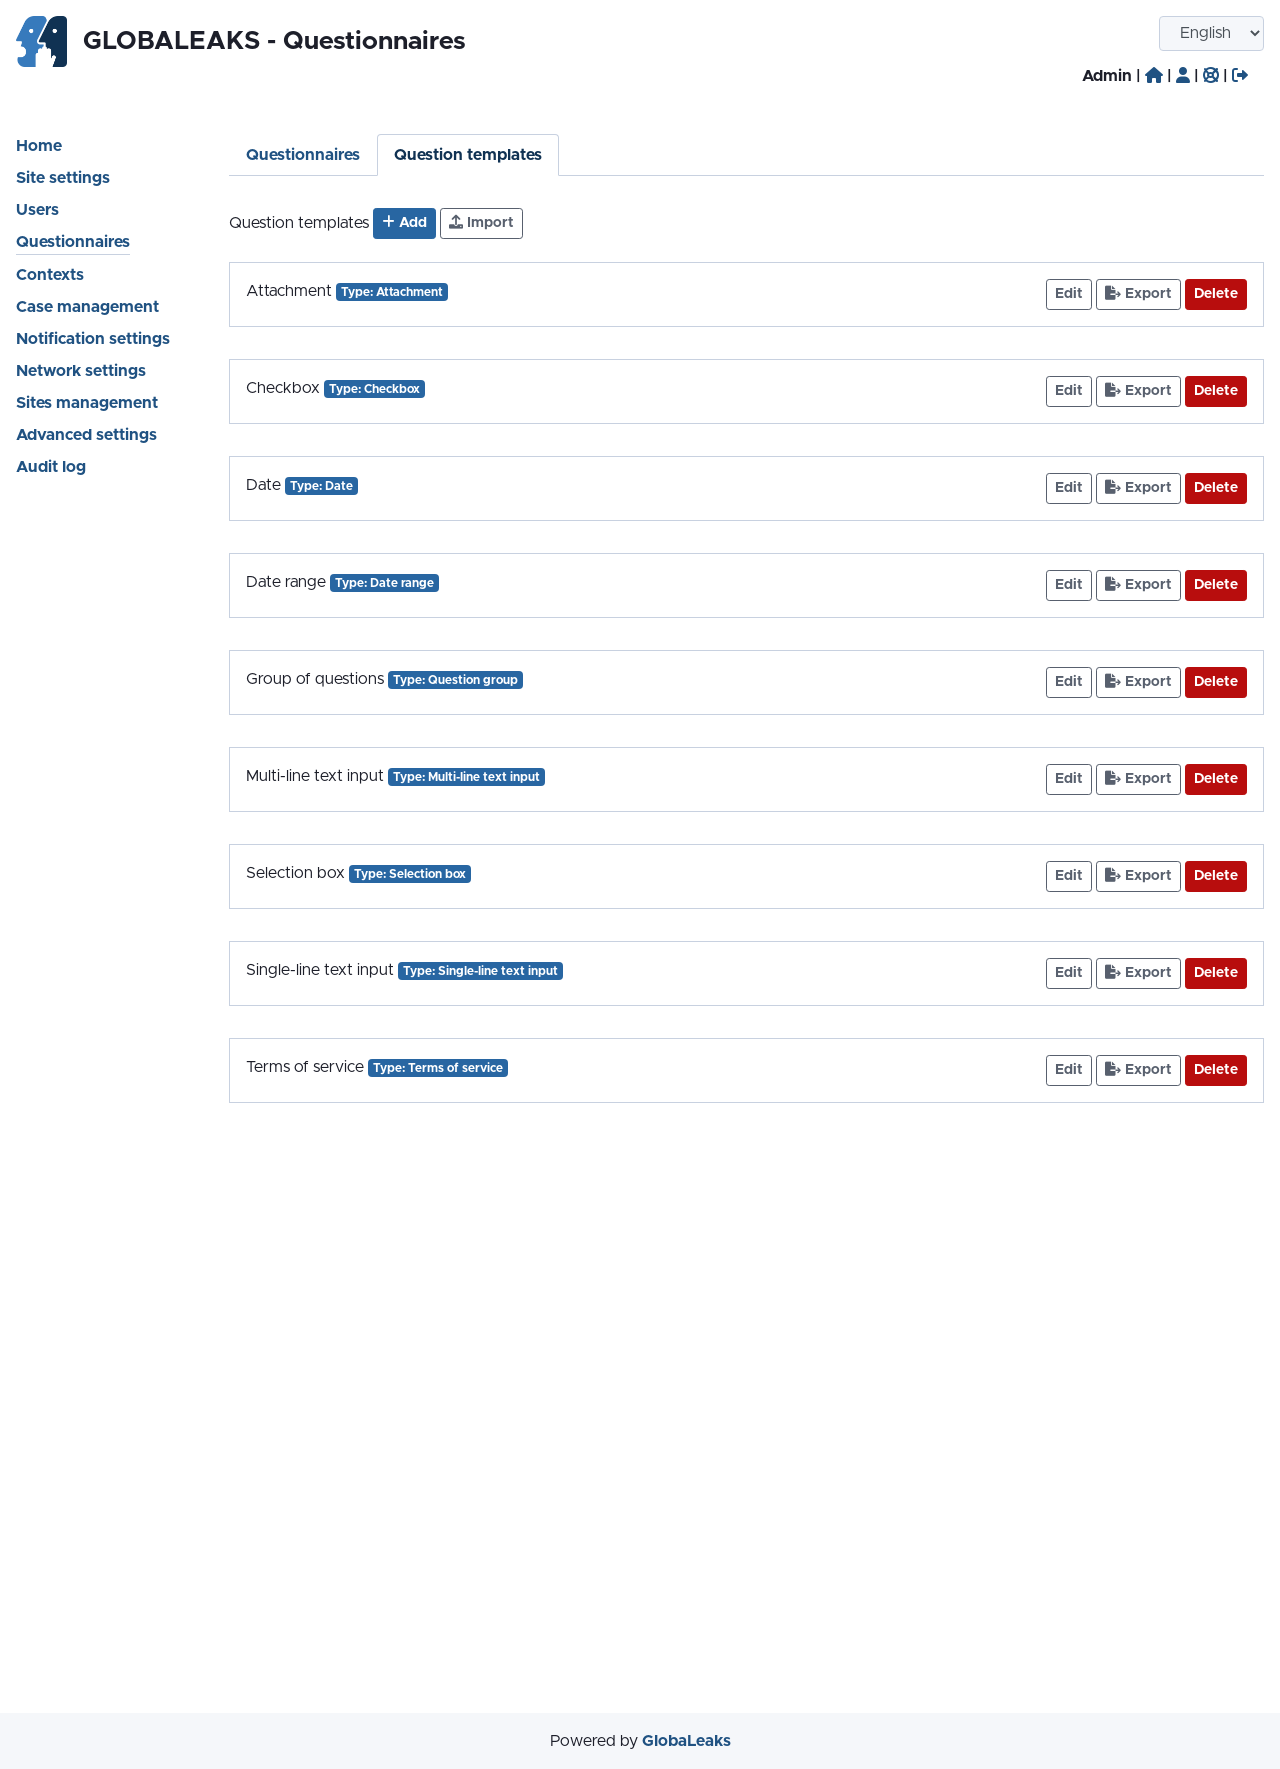 GLOBALEAKS - Questionnaires
English
Admin | | | |
Home
Site settings
Users
Questionnaires
Contexts
Case management
Notification settings
Network settings
Sites management
Advanced settings
Audit log
Questionnaires Question templates
Question templates Add Import
Attachment Type: Attachment Edit Export Delete
Checkbox Type: Checkbox Edit Export Delete
Date Type: Date Edit Export Delete
Date range Type: Date range Edit Export Delete
Group of questions Type: Question group Edit Export Delete
Multi-line text input Type: Multi-line text input Edit Export Delete
Selection box Type: Selection box Edit Export Delete
Single-line text input Type: Single-line text input Edit Export Delete
Terms of service Type: Terms of service Edit Export Delete
Powered by GlobaLeaks